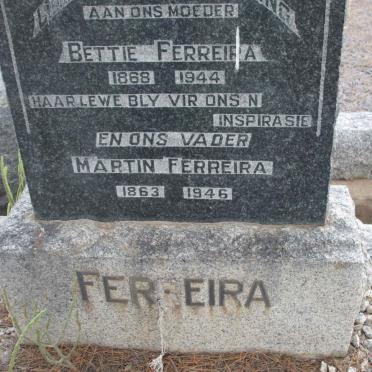 AAN ONS MOEDER
BETTIE FERREIRA
1868 1944
HAAR LEWE BLY VIR ONS 'N
INSPIRASIE
EN ONS VADER
MARTIN FERREIRA
1863 1946
FERREIRA